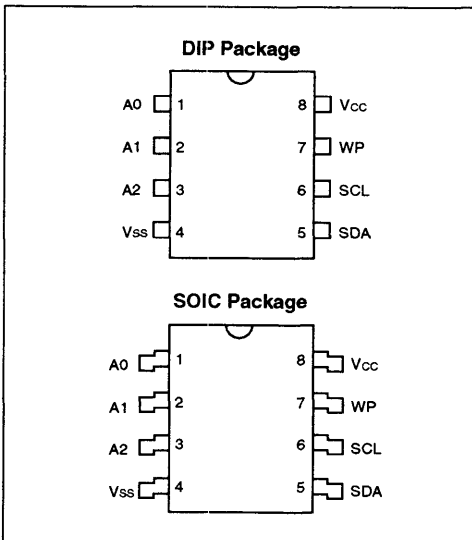 DIP Package
A0 1 8 Vcc
A1 2 7 WP
A2 3 6 SCL
Vss 4 5 SDA
SOIC Package
A0 1 8 Vcc
A1 2 7 WP
A2 3 6 SCL
Vss 4 5 SDA